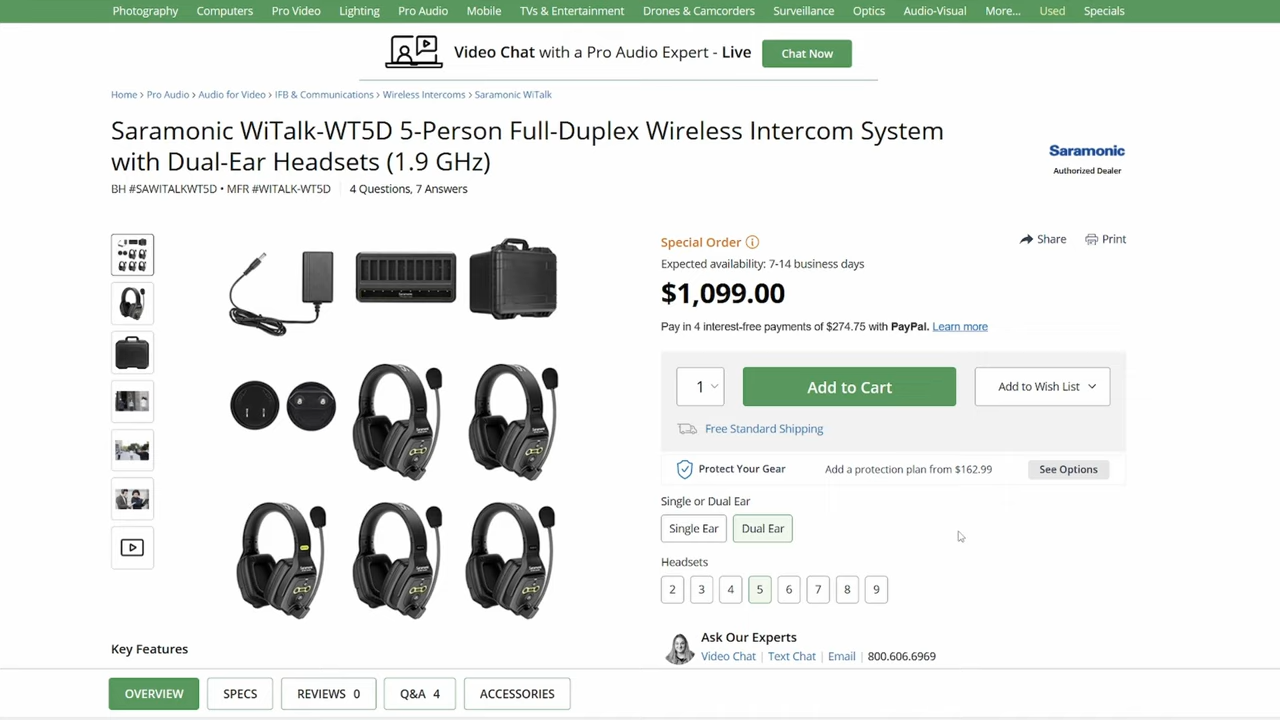 Photography Computers Pro Video Lighting Pro Audio Mobile TVs & Entertainment Drones & Camcorders Surveillance Optics Audio-Visual More... Used Specials
Video Chat with a Pro Audio Expert - Live Chat Now
Home > Pro Audio > Audio for Video > IFB & Communications > Wireless Intercoms > Saramonic WiTalk
Saramonic WiTalk-WT5D 5-Person Full-Duplex Wireless Intercom System
with Dual-Ear Headsets (1.9 GHz)
Saramonic
Authorized Dealer
BH #SAWITALKWT5D • MFR #WITALK-WT5D 4 Questions, 7 Answers
Special Order
Share Print
Expected availability: 7-14 business days
$1,099.00
Pay in 4 interest-free payments of $274.75 with PayPal. Learn more
1 Add to Cart Add to Wish List
Free Standard Shipping
Protect Your Gear Add a protection plan from $162.99 See Options
Single or Dual Ear
Single Ear Dual Ear
Headsets
2 3 4 5 6 7 8 9
Ask Our Experts
Video Chat | Text Chat | Email | 800.606.6969
Key Features
OVERVIEW SPECS REVIEWS 0 Q&A 4 ACCESSORIES